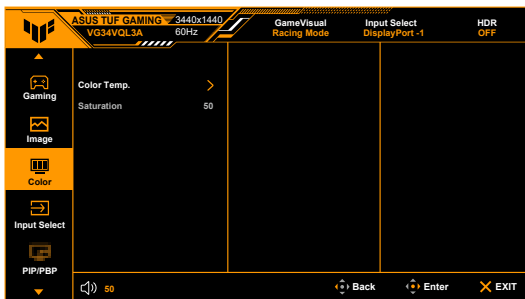 ASUS TUF GAMING 3440x1440
VG34VQL3A 60Hz
GameVisual
Racing Mode
Input Select
DisplayPort -1
HDR
OFF
Gaming
Image
Color
Input Select
PIP/PBP
Color Temp.
Saturation 50
50
Back
Enter
EXIT